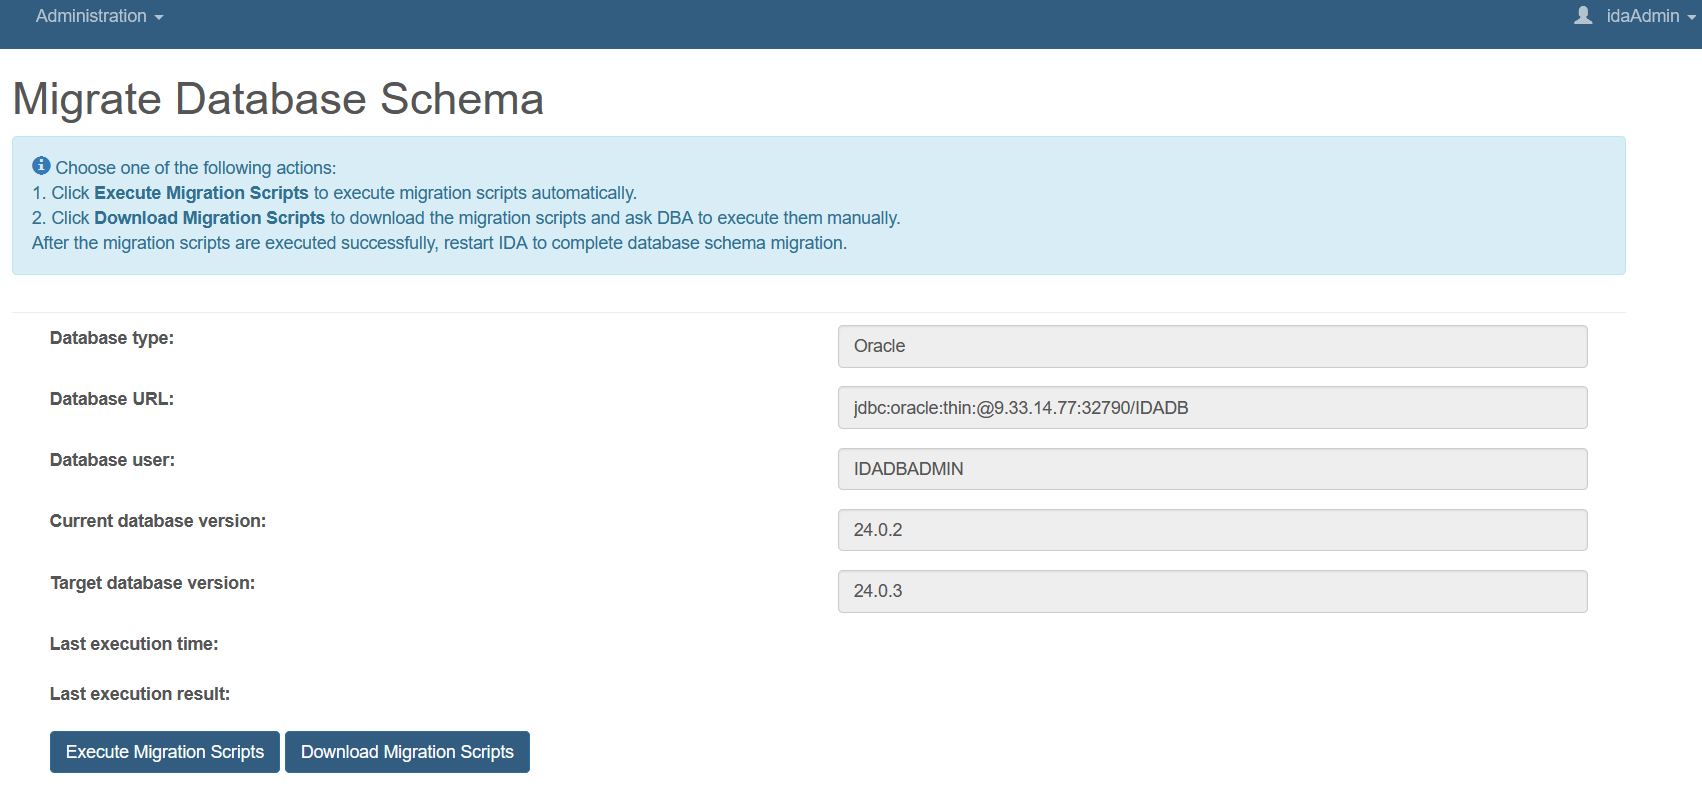 Administration
idaAdmin
Migrate Database Schema
Choose one of the following actions:
1. Click Execute Migration Scripts to execute migration scripts automatically.
2. Click Download Migration Scripts to download the migration scripts and ask DBA to execute them manually.
After the migration scripts are executed successfully, restart IDA to complete database schema migration.
Database type:
Oracle
Database URL:
jdbc:oracle:thin:@9.33.14.77:32790/IDADB
Database user:
IDADBADMIN
Current database version:
24.0.2
Target database version:
24.0.3
Last execution time:
Last execution result:
Execute Migration Scripts
Download Migration Scripts